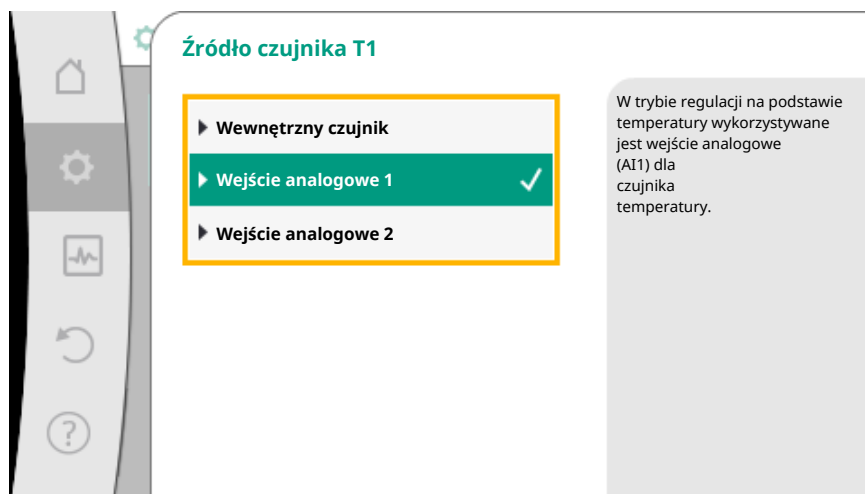 Źródło czujnika T1
Wewnętrzny czujnik
Wejście analogowe 1
Wejście analogowe 2
W trybie regulacji na podstawie
temperatury wykorzystywane
jest wejście analogowe
(AI1) dla
czujnika
temperatury.